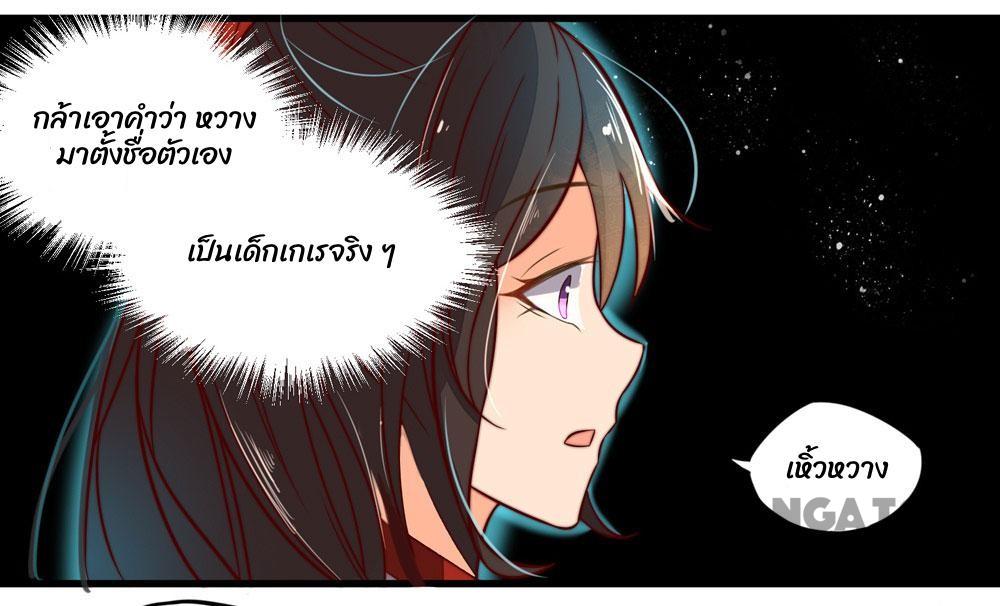 กล้าเอาคำว่า หวาง
มาตั้งชื่อตัวเอง
เป็นเด็กเกเรจริง ๆ
เหิ้วหวาง
NGAT